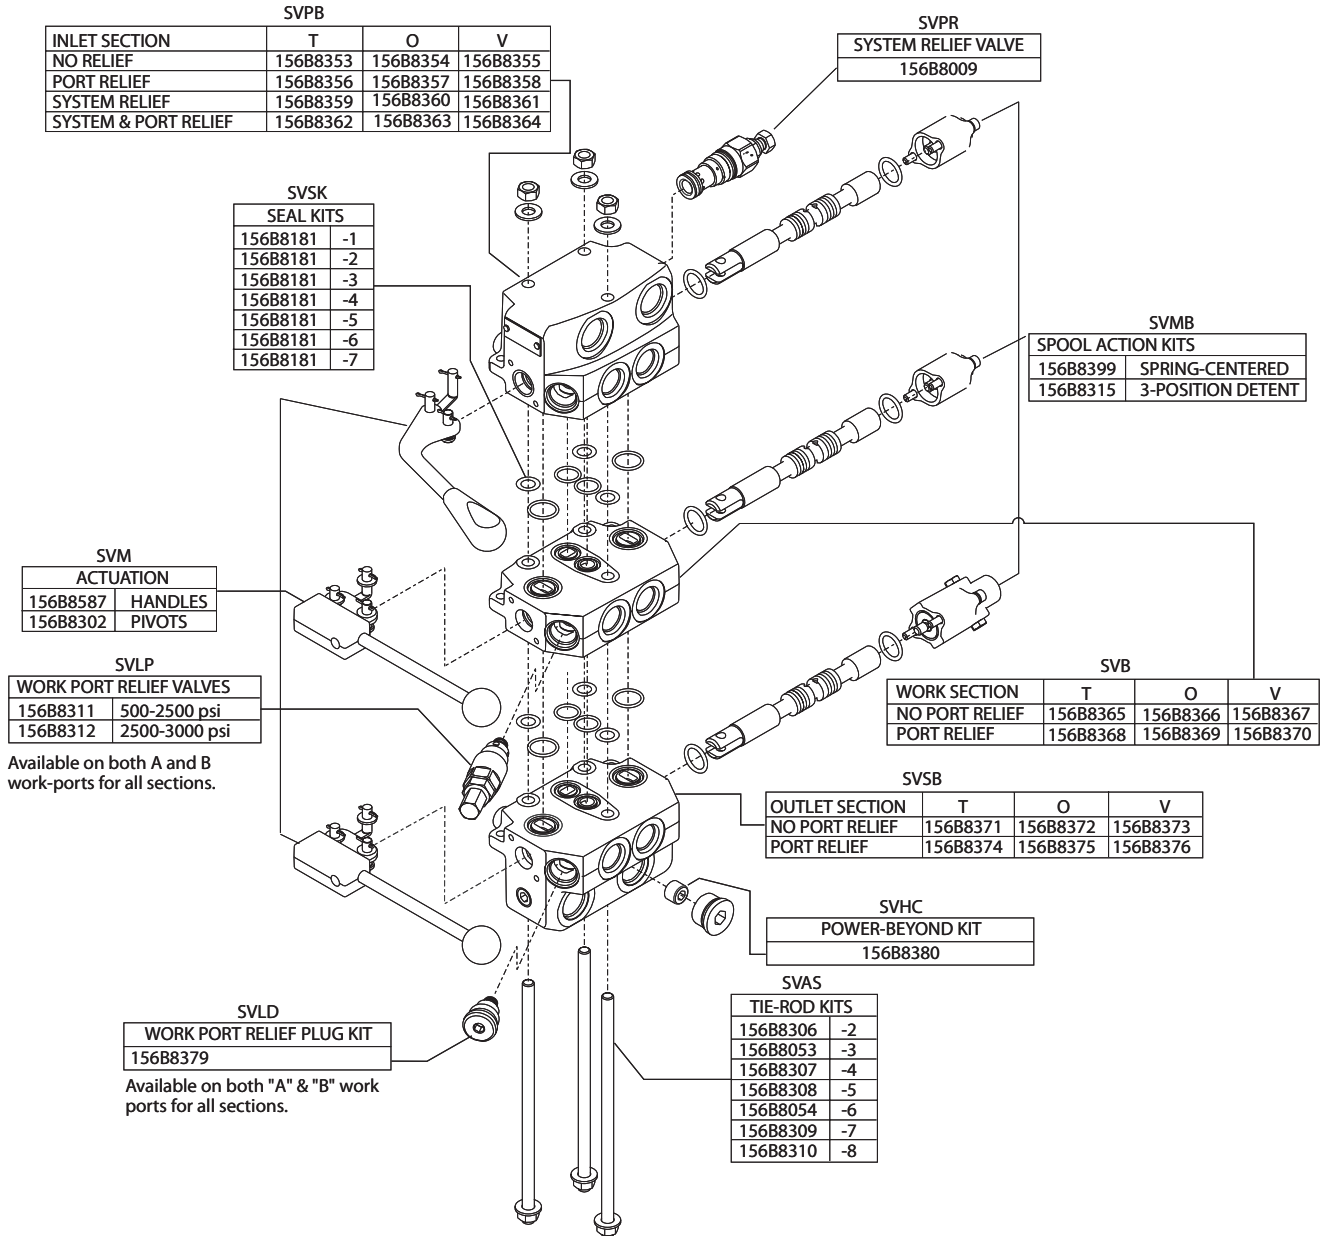 SVPB
INLET SECTION T O V
NO RELIEF 156B8353 156B8354 156B8355
PORT RELIEF 156B8356 156B8357 156B8358
SYSTEM RELIEF 156B8359 156B8360 156B8361
SYSTEM & PORT RELIEF 156B8362 156B8363 156B8364
SVPR
SYSTEM RELIEF VALVE
156B8009
SVSK
SEAL KITS
156B8181 -1
156B8181 -2
156B8181 -3
156B8181 -4
156B8181 -5
156B8181 -6
156B8181 -7
SVMB
SPOOL ACTION KITS
156B8399 SPRING-CENTERED
156B8315 3-POSITION DETENT
SVM
ACTUATION
156B8587 HANDLES
156B8302 PIVOTS
SVLP
WORK PORT RELIEF VALVES
156B8311 500-2500 psi
156B8312 2500-3000 psi
Available on both A and B
work-ports for all sections.
SVB
WORK SECTION T O V
NO PORT RELIEF 156B8365 156B8366 156B8367
PORT RELIEF 156B8368 156B8369 156B8370
SVSB
OUTLET SECTION T O V
NO PORT RELIEF 156B8371 156B8372 156B8373
PORT RELIEF 156B8374 156B8375 156B8376
SVHC
POWER-BEYOND KIT
156B8380
SVAS
TIE-ROD KITS
156B8306 -2
156B8053 -3
156B8307 -4
156B8308 -5
156B8054 -6
156B8309 -7
156B8310 -8
SVLD
WORK PORT RELIEF PLUG KIT
156B8379
Available on both "A" & "B" work
ports for all sections.